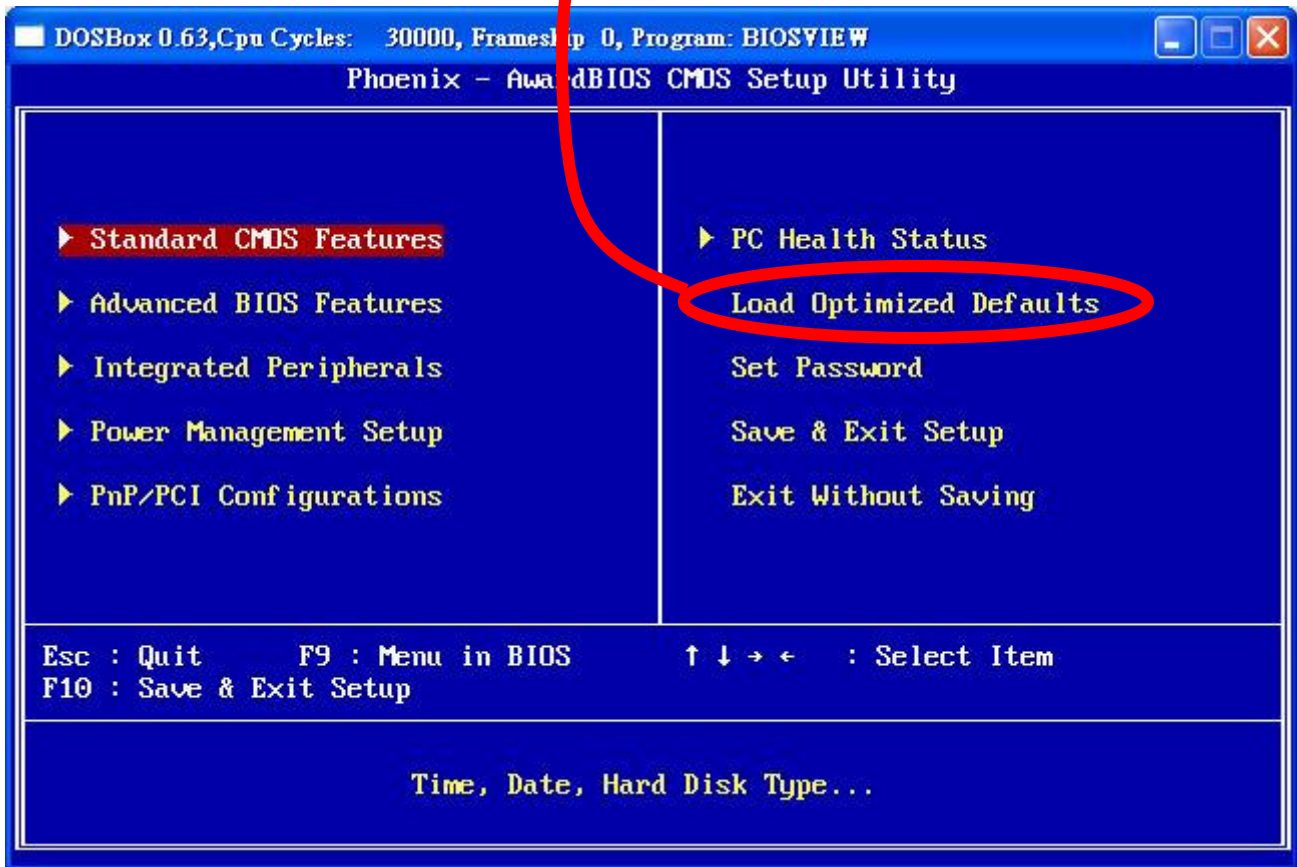 DOSBox 0.63,Cpu Cycles: 30000, Frameskip 0, Program: BIOSVIEW
Phoenix - AwardBIOS CMOS Setup Utility
Standard CMOS Features
Advanced BIOS Features
Integrated Peripherals
Power Management Setup
PnP/PCI Configurations
PC Health Status
Load Optimized Defaults
Set Password
Save & Exit Setup
Exit Without Saving
Esc : Quit F9 : Menu in BIOS ↑ ↓ → ← : Select Item
F10 : Save & Exit Setup
Time, Date, Hard Disk Type...